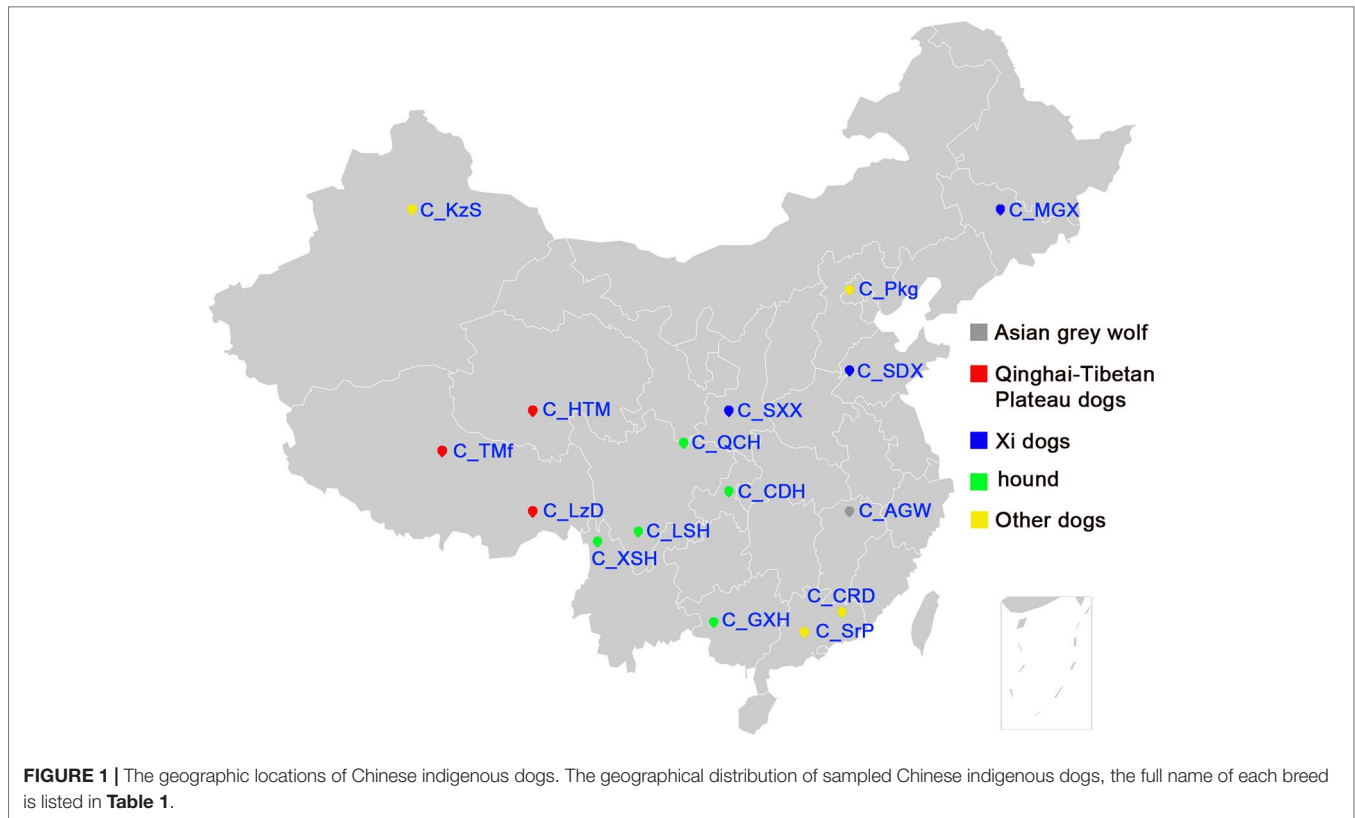 C_KzS
C_MGX
C_Pkg
Asian grey wolf
C_SDX
Qinghai-Tibetan
Plateau dogs
C_HTM
C_SXX
Xi dogs
C_QCH
C_TMf
hound
C_CDH
C_LzD
C_AGW
Other dogs
C_LSH
C_XSH
C_CRD
C_GXH
C_SrP
FIGURE 1 | The geographic locations of Chinese indigenous dogs. The geographical distribution of sampled Chinese indigenous dogs, the full name of each breed
is listed in Table 1.